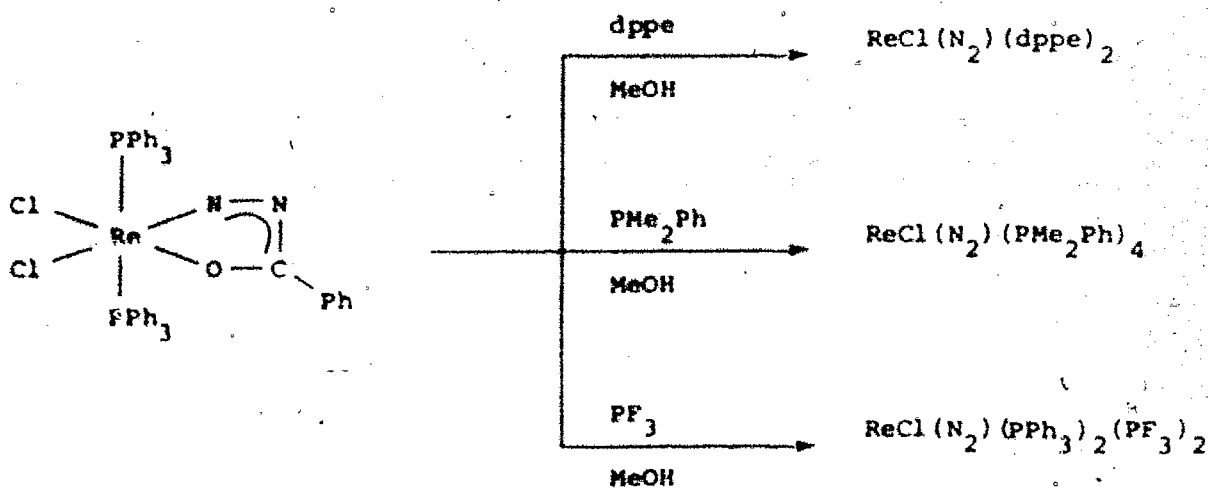 dppe
MeOH
ReCl(N2)(dppe)2
PPh3
Cl
Cl
Re
N
N
O
C
Ph
PPh3
PMe2Ph
MeOH
ReCl(N2)(PMe2Ph)4
PF3
MeOH
ReCl(N2)(PPh3)2(PF3)2